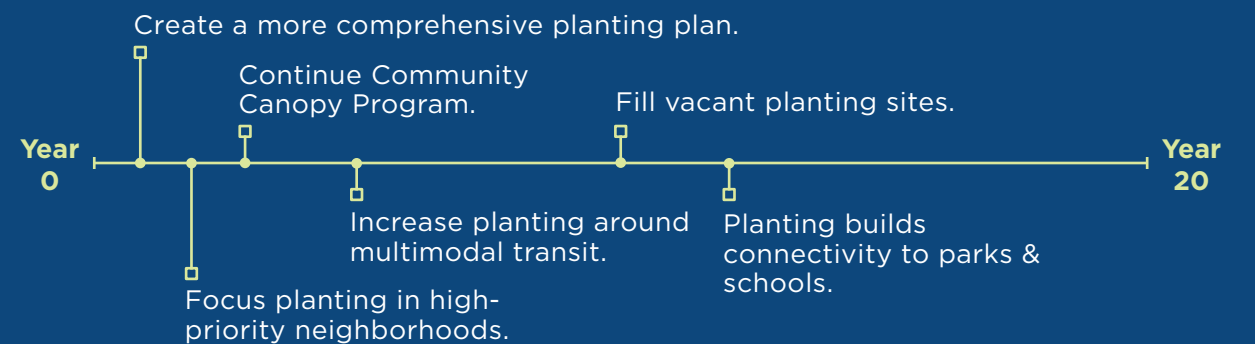 Create a more comprehensive planting plan.
Continue Community
Canopy Program.
Fill vacant planting sites.
Year
0
Year
20
Increase planting around
multimodal transit.
Planting builds
connectivity to parks &
schools.
Focus planting in high-
priority neighborhoods.